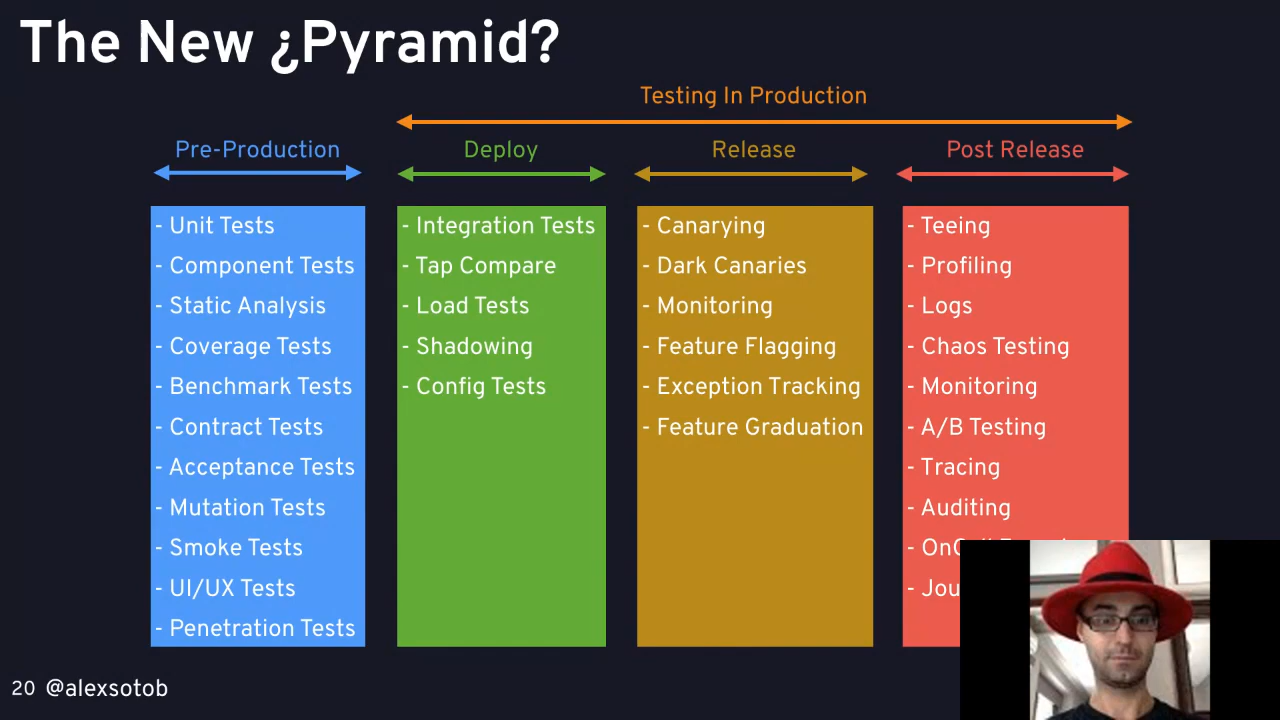 The New ¿Pyramid?
Testing In Production
Pre-Production
Deploy
Release
Post Release
- Unit Tests
- Component Tests
- Static Analysis
- Coverage Tests
- Benchmark Tests
- Contract Tests
- Acceptance Tests
- Mutation Tests
- Smoke Tests
- UI/UX Tests
- Penetration Tests
- Integration Tests
- Tap Compare
- Load Tests
- Shadowing
- Config Tests
- Canarying
- Dark Canaries
- Monitoring
- Feature Flagging
- Exception Tracking
- Feature Graduation
- Teeing
- Profiling
- Logs
- Chaos Testing
- Monitoring
- A/B Testing
- Tracing
- Auditing
20 @alexsotob